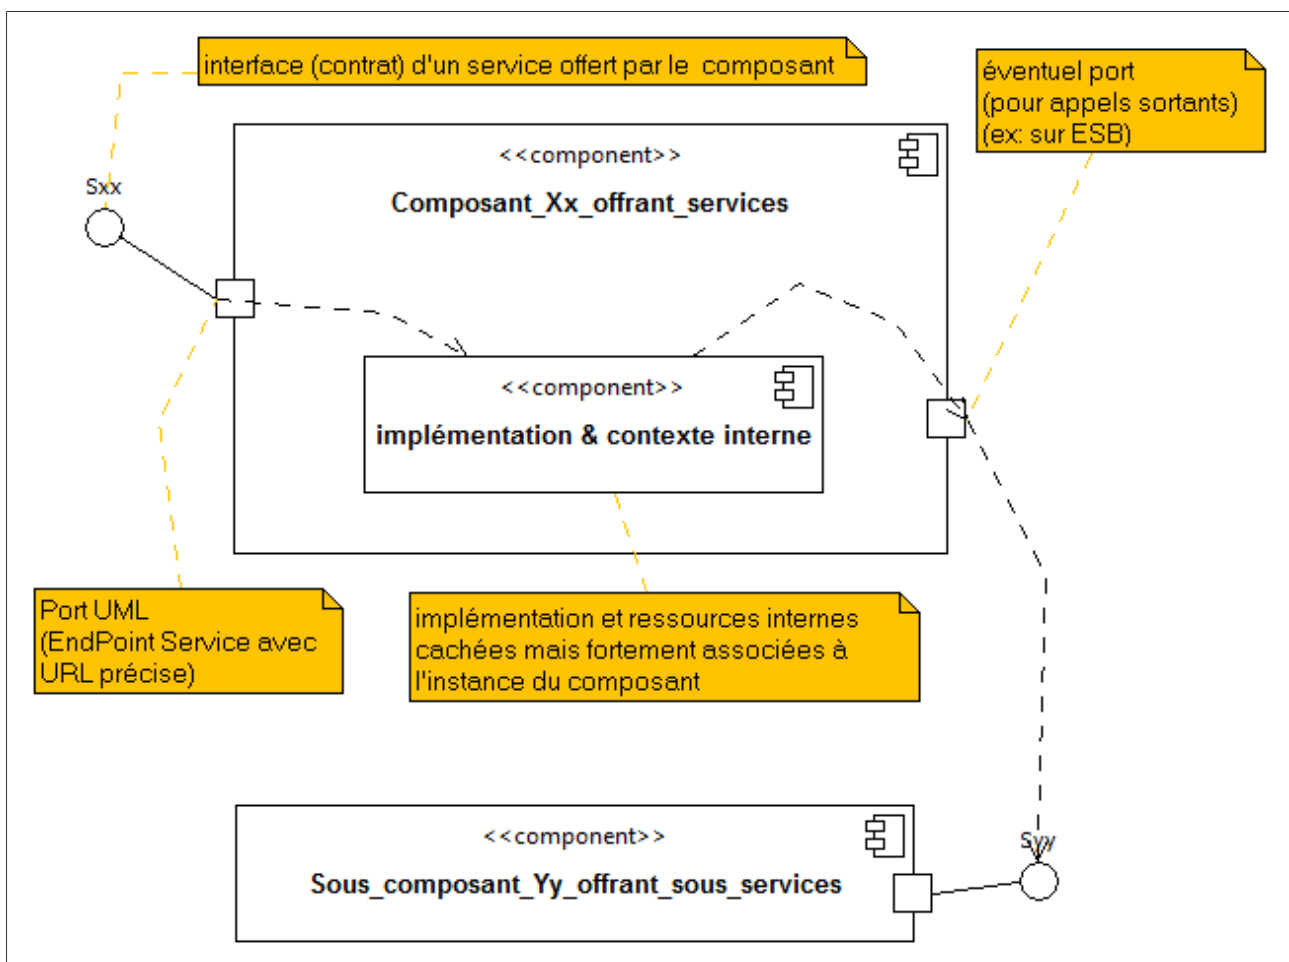 interface (contrat) d'un service offert par le composant
éventuel port
(pour appels sortants)
(ex: sur ESB)
<<component>>
Composant_Xx_offrant_services
Sxx
<<component>>
implémentation & contexte interne
Port UML
(EndPoint Service avec
URL précise)
implémentation et ressources internes
cachées mais fortement associées à
l'instance du composant
<<component>>
Sous_composant_Yy_offrant_sous_services
Syy